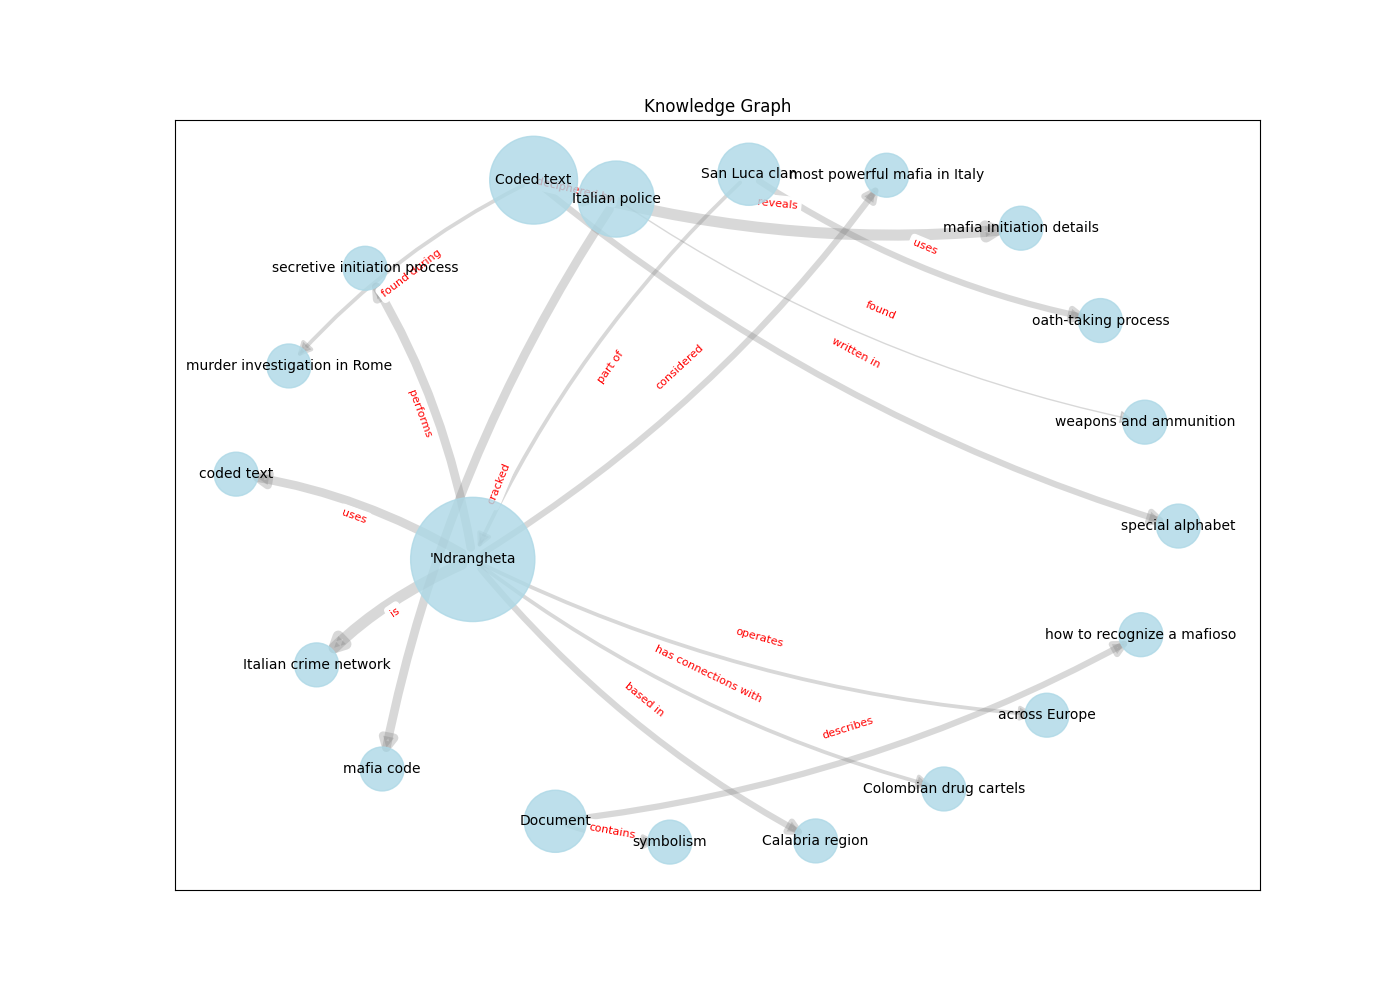 Knowledge Graph
Coded text
Italian police
San Luca clan
most powerful mafia in Italy
reveals
mafia initiation details
uses
found during
secretive initiation process
found
oath-taking process
written in
part of
considered
murder investigation in Rome
performs
weapons and ammunition
coded text
cracked
uses
special alphabet
'Ndrangheta
is
operates
how to recognize a mafioso
Italian crime network
has connections with
based in
across Europe
describes
mafia code
Colombian drug cartels
Document
contains
symbolism
Calabria region